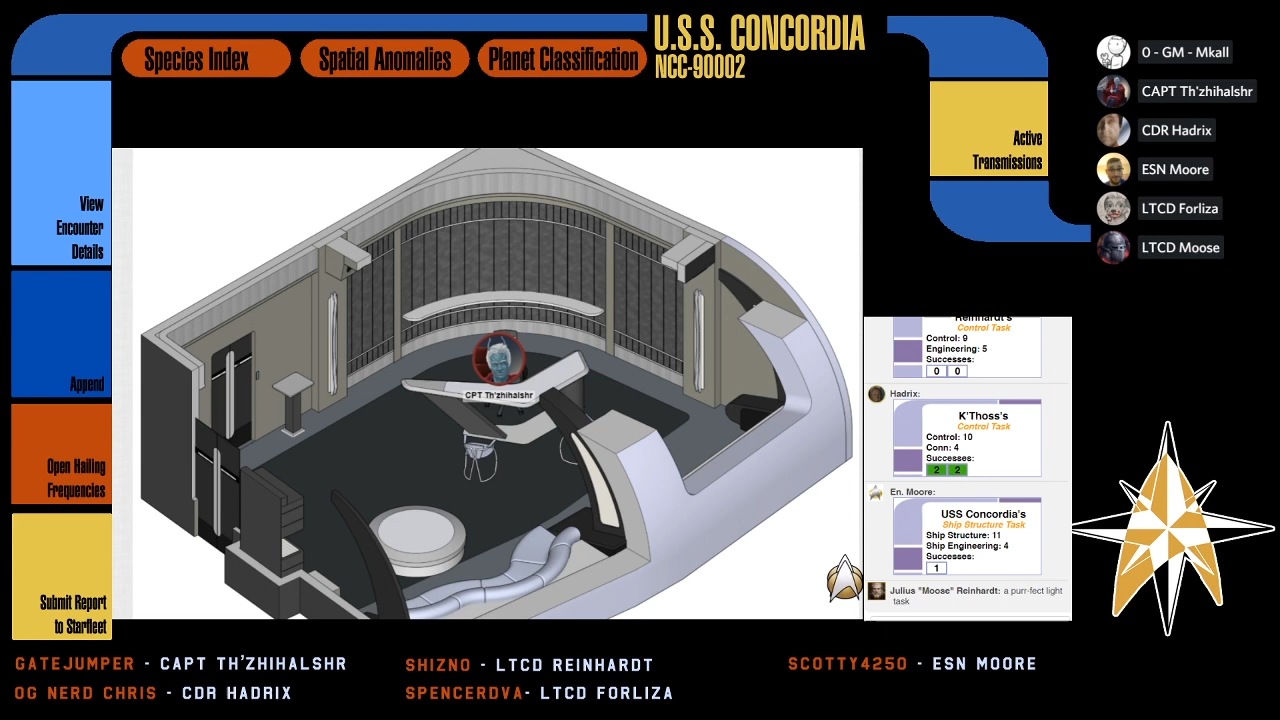 Species Index
Spatial Anomalies
Planet Classification
U.S.S. CONCORDIA
NCC-90002
Active
Transmissions
0 - GM - Mkall
CAPT Th'zhihalshr
CDR Hadrix
ESN Moore
LTCD Forliza
LTCD Moose
View
Encounter
Details
Append
Open Hailing
Frequencies
Submit Report
to Starfleet
CPT Th'zhihalshr
Reinhardt's
Control Task
Control: 9
Engineering: 5
Successes:
0 0
Hadrix:
K'Thoss's
Control Task
Control: 10
Conn: 4
Successes:
2 2
En. Moore:
USS Concordia's
Ship Structure Task
Ship Structure: 11
Ship Engineering: 4
Successes:
1
Julius "Moose" Reinhardt: a purr-fect light
task
GATEJUMPER - CAPT TH'ZHIHALSHR
SHIZNO - LTCD REINHARDT
SCOTTY4250 - ESN MOORE
OG NERD CHRIS - CDR HADRIX
SPENCERDVA- LTCD FORLIZA